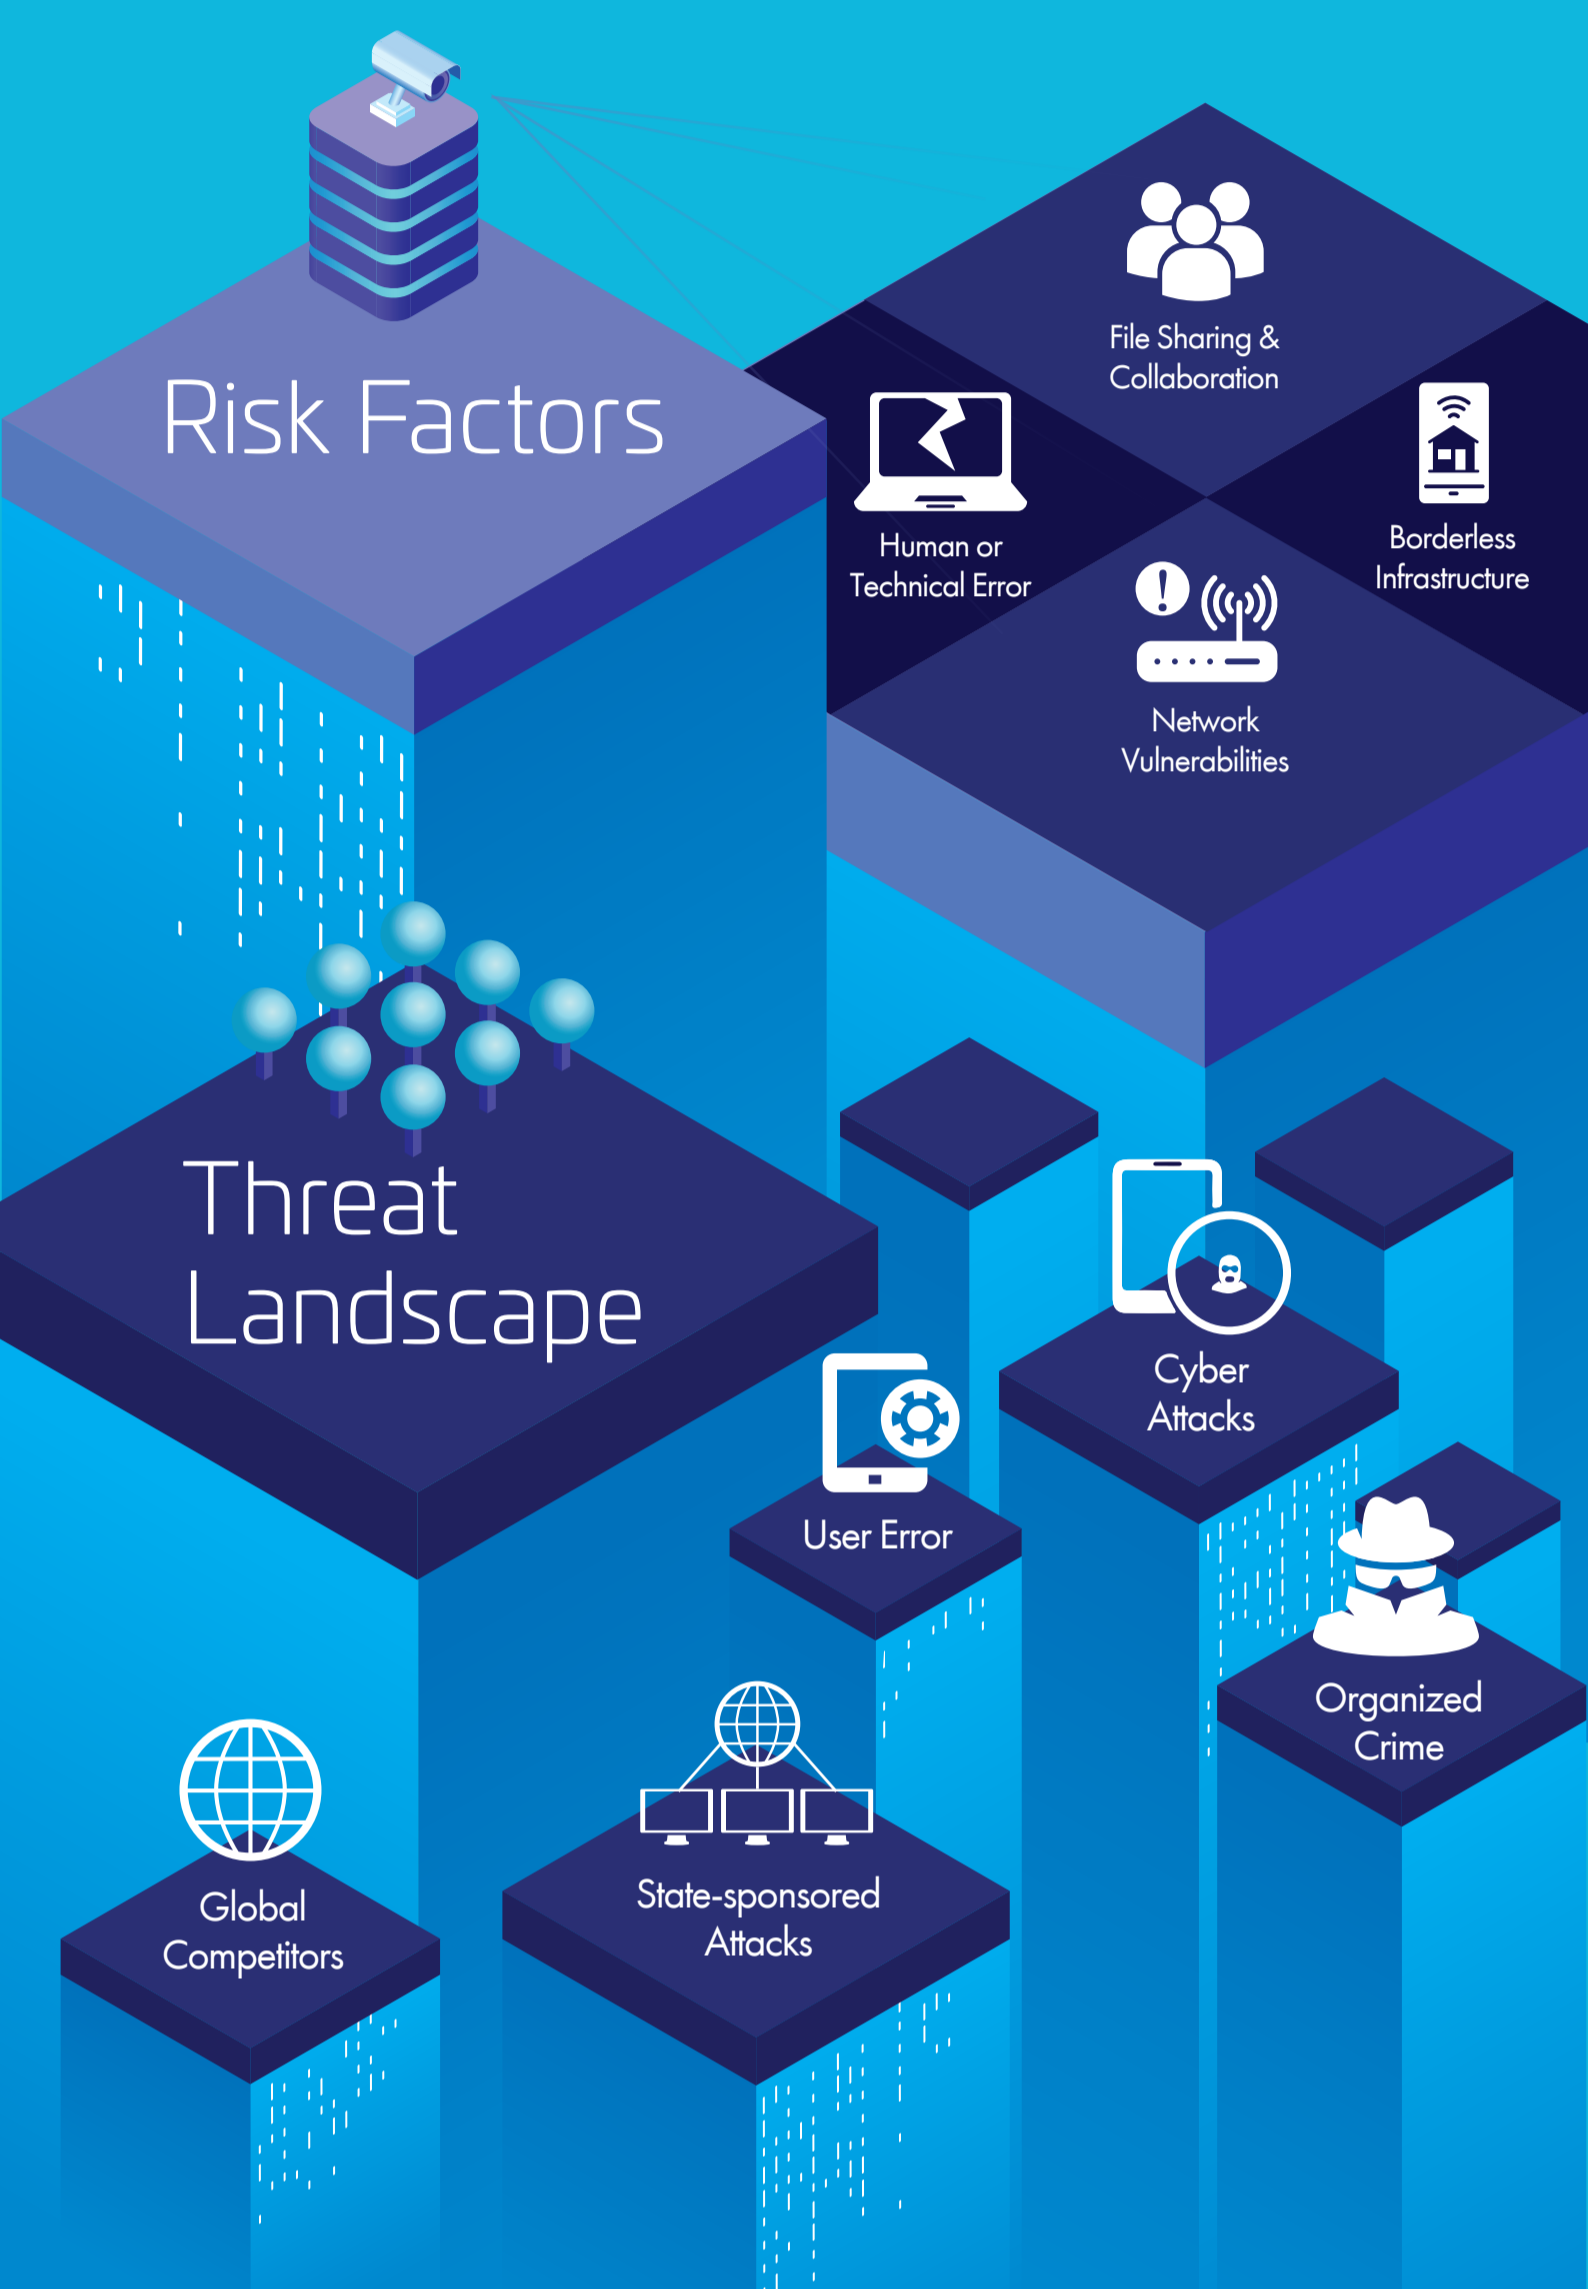 Risk Factors
File Sharing &
Collaboration
Human or
Technical Error
Borderless
Infrastructure
Network
Vulnerabilities
Threat
Landscape
Cyber
Attacks
User Error
Organized
Crime
State-sponsored
Attacks
Global
Competitors